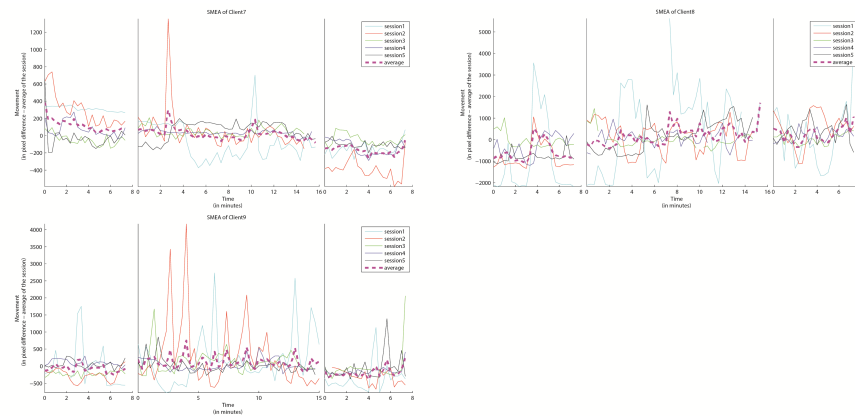 SMEA of Client7
Movement
(in pixel difference – average of the session)
1200
1000
800
600
400
200
0
−200
−400
0 2 4 6 8
0 2 4 6 8 10 12 14 16
0 2 4 6 8
Time
(in minutes)
session1
session2
session3
session4
session5
average
SMEA of Client8
Movement
(in pixel difference – average of the session)
5000
4000
3000
2000
1000
0
−1000
−2000
0 2 4 6 8
0 2 4 6 8 10 12 14 16
0 2 4 6
Time
(in minutes)
session1
session2
session3
session4
session5
average
SMEA of Client9
Movement
(in pixel difference – average of the session)
4000
3500
3000
2500
2000
1500
1000
500
0
−500
0 2 4 6 8
0 5 10 15
0 2 4 6 8
Time
(in minutes)
session1
session2
session3
session4
session5
average